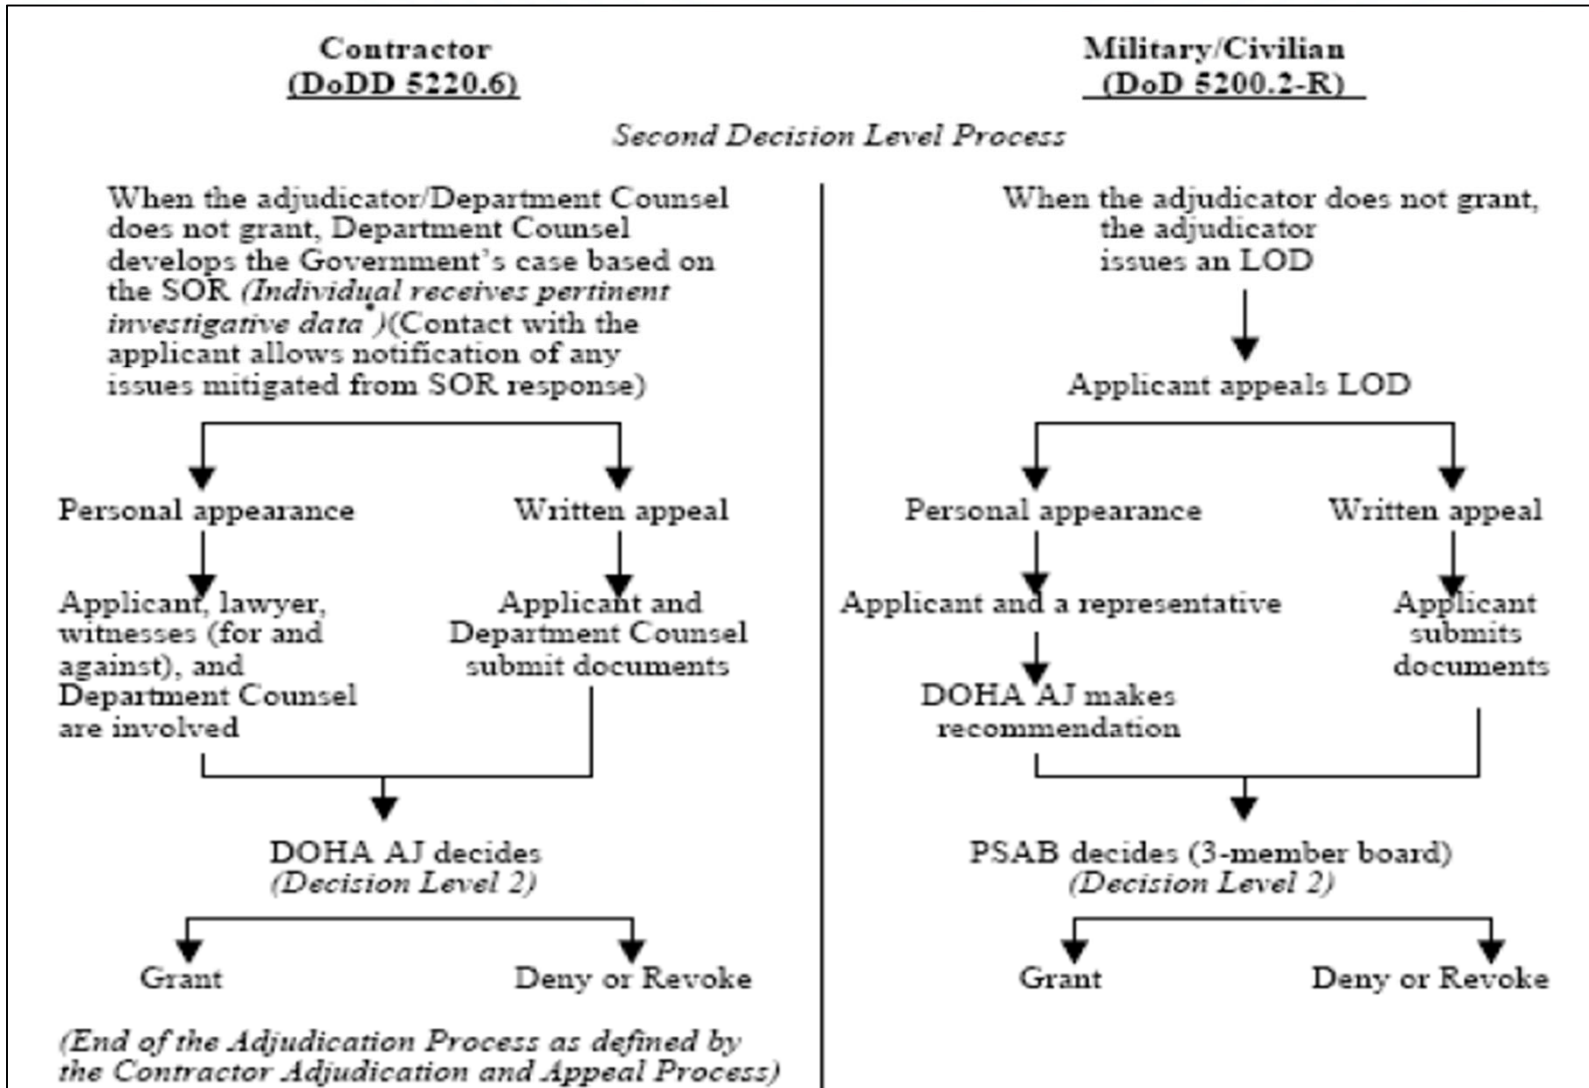 Contractor
(DoDD 5220.6)
Military/Civilian
(DoD 5200.2-R)
Second Decision Level Process
When the adjudicator/Department Counsel
does not grant, Department Counsel
develops the Government's case based on
the SOR (Individual receives pertinent
investigative data*)(Contact with the
applicant allows notification of any
issues mitigated from SOR response)
Personal appearance
Written appeal
Applicant, lawyer,
witnesses (for and
against), and
Department Counsel
are involved
Applicant and
Department Counsel
submit documents
DOHA AJ decides
(Decision Level 2)
Grant
Deny or Revoke
(End of the Adjudication Process as defined by
the Contractor Adjudication and Appeal Process)
When the adjudicator does not grant,
the adjudicator
issues an LOD
Applicant appeals LOD
Personal appearance
Written appeal
Applicant and a representative
DOHA AJ makes
recommendation
Applicant
submits
documents
PSAB decides (3-member board)
(Decision Level 2)
Grant
Deny or Revoke